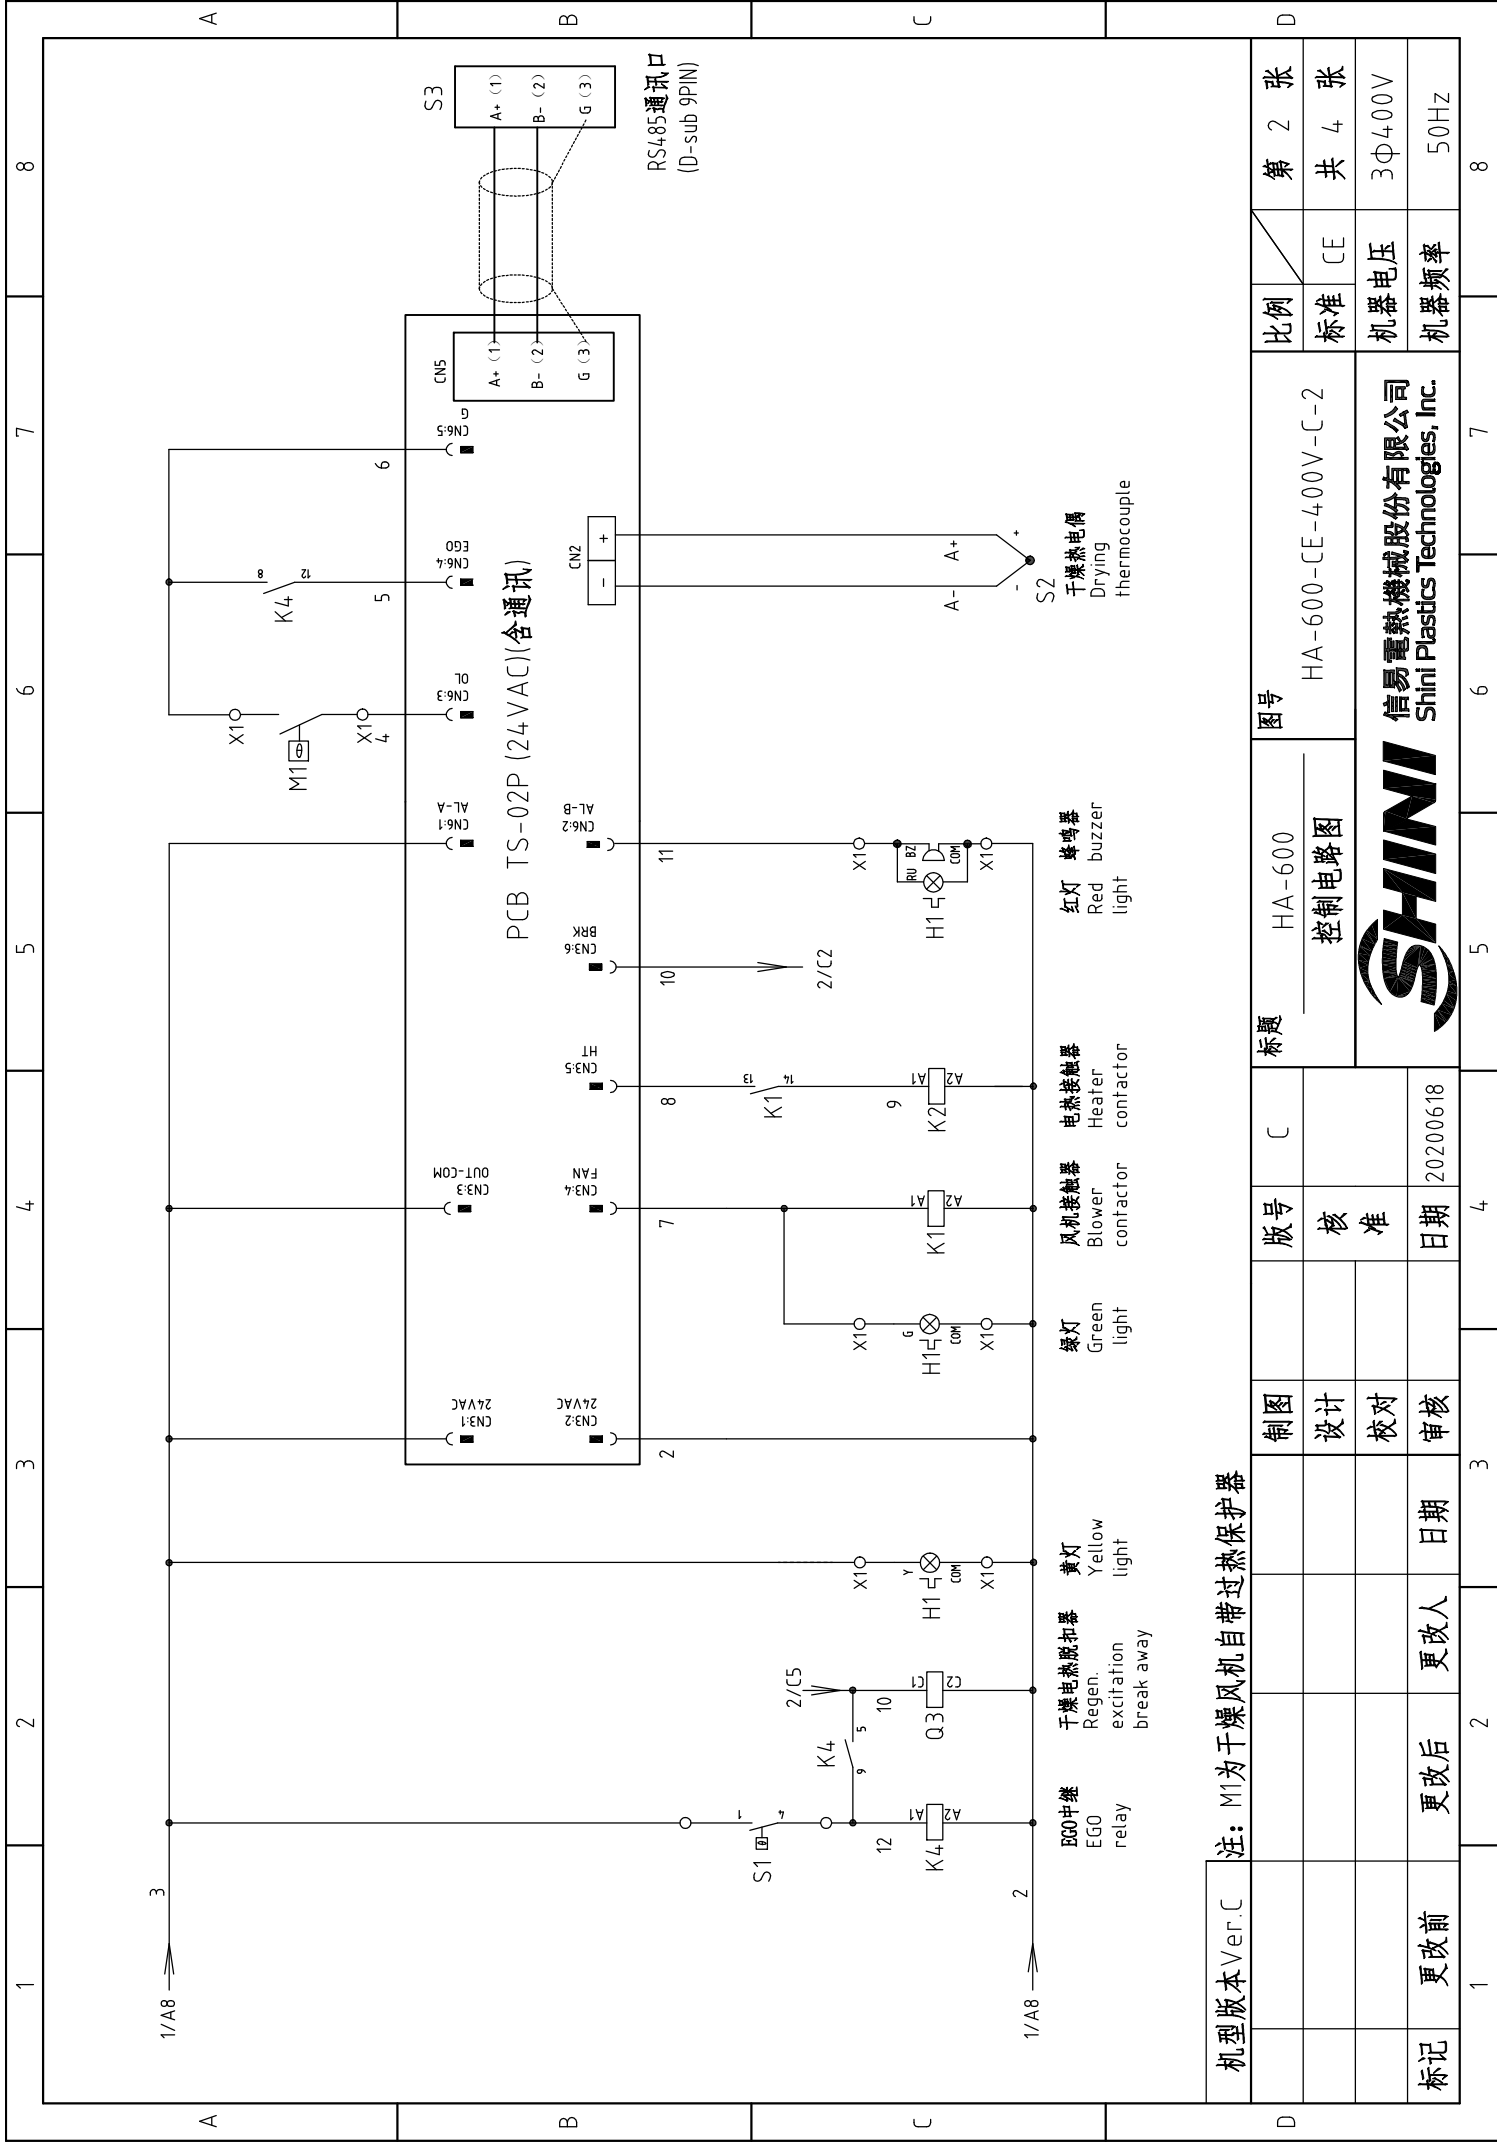 1
2
3
4
5
6
7
8
A
B
C
D
1/A8
3
1/A8
2
S1
1
4
12
K4
A1
A2
EGO中继
EGO
relay
K4
9
5
2/C5
10
Q3
C1
C2
干燥电热脱扣器
Regen.
excitation
break away
X1
Y
H1
COM
X1
黄灯
Yellow
light
CN3:1
24VAC
CN3:2
24VAC
2
X1
G
H1
COM
X1
绿灯
Green
light
CN3:3
OUT-COM
CN3:4
FAN
7
K1
A1
A2
风机接触器
Blower
contactor
CN3:5
HT
8
K1
13
14
9
K2
A1
A2
电热接触器
Heater
contactor
CN3:6
BRK
10
2/C2
PCB TS-02P (24VAC)(含通讯)
CN6:1
AL-A
CN6:2
AL-B
11
X1
RU
BZ
H1
COM
X1
红灯
Red
light
蜂鸣器
buzzer
X1
M1
X1
4
CN6:3
OL
K4
8
12
5
CN6:4
EGO
6
CN6:5
G
CN2
-
+
A-
A+
-
+
S2
干燥热电偶
Drying
thermocouple
CN5
A+ (1)
B- (2)
G (3)
S3
A+ (1)
B- (2)
G (3)
RS485通讯口
(D-sub 9PIN)
机型版本Ver.C
注: M1为干燥风机自带过热保护器
标记
更改前
更改后
更改人
日期
制图
设计
校对
审核
版号
C
核
准
日期
20200618
标题
HA-600
控制电路图
图号
HA-600-CE-400V-C-2
SHINI
信易電熱機械股份有限公司
Shini Plastics Technologies, Inc.
比例
第 2 张
标准
CE
共 4 张
机器电压
3Φ400V
机器频率
50Hz
1
2
3
4
5
6
7
8
A
B
C
D